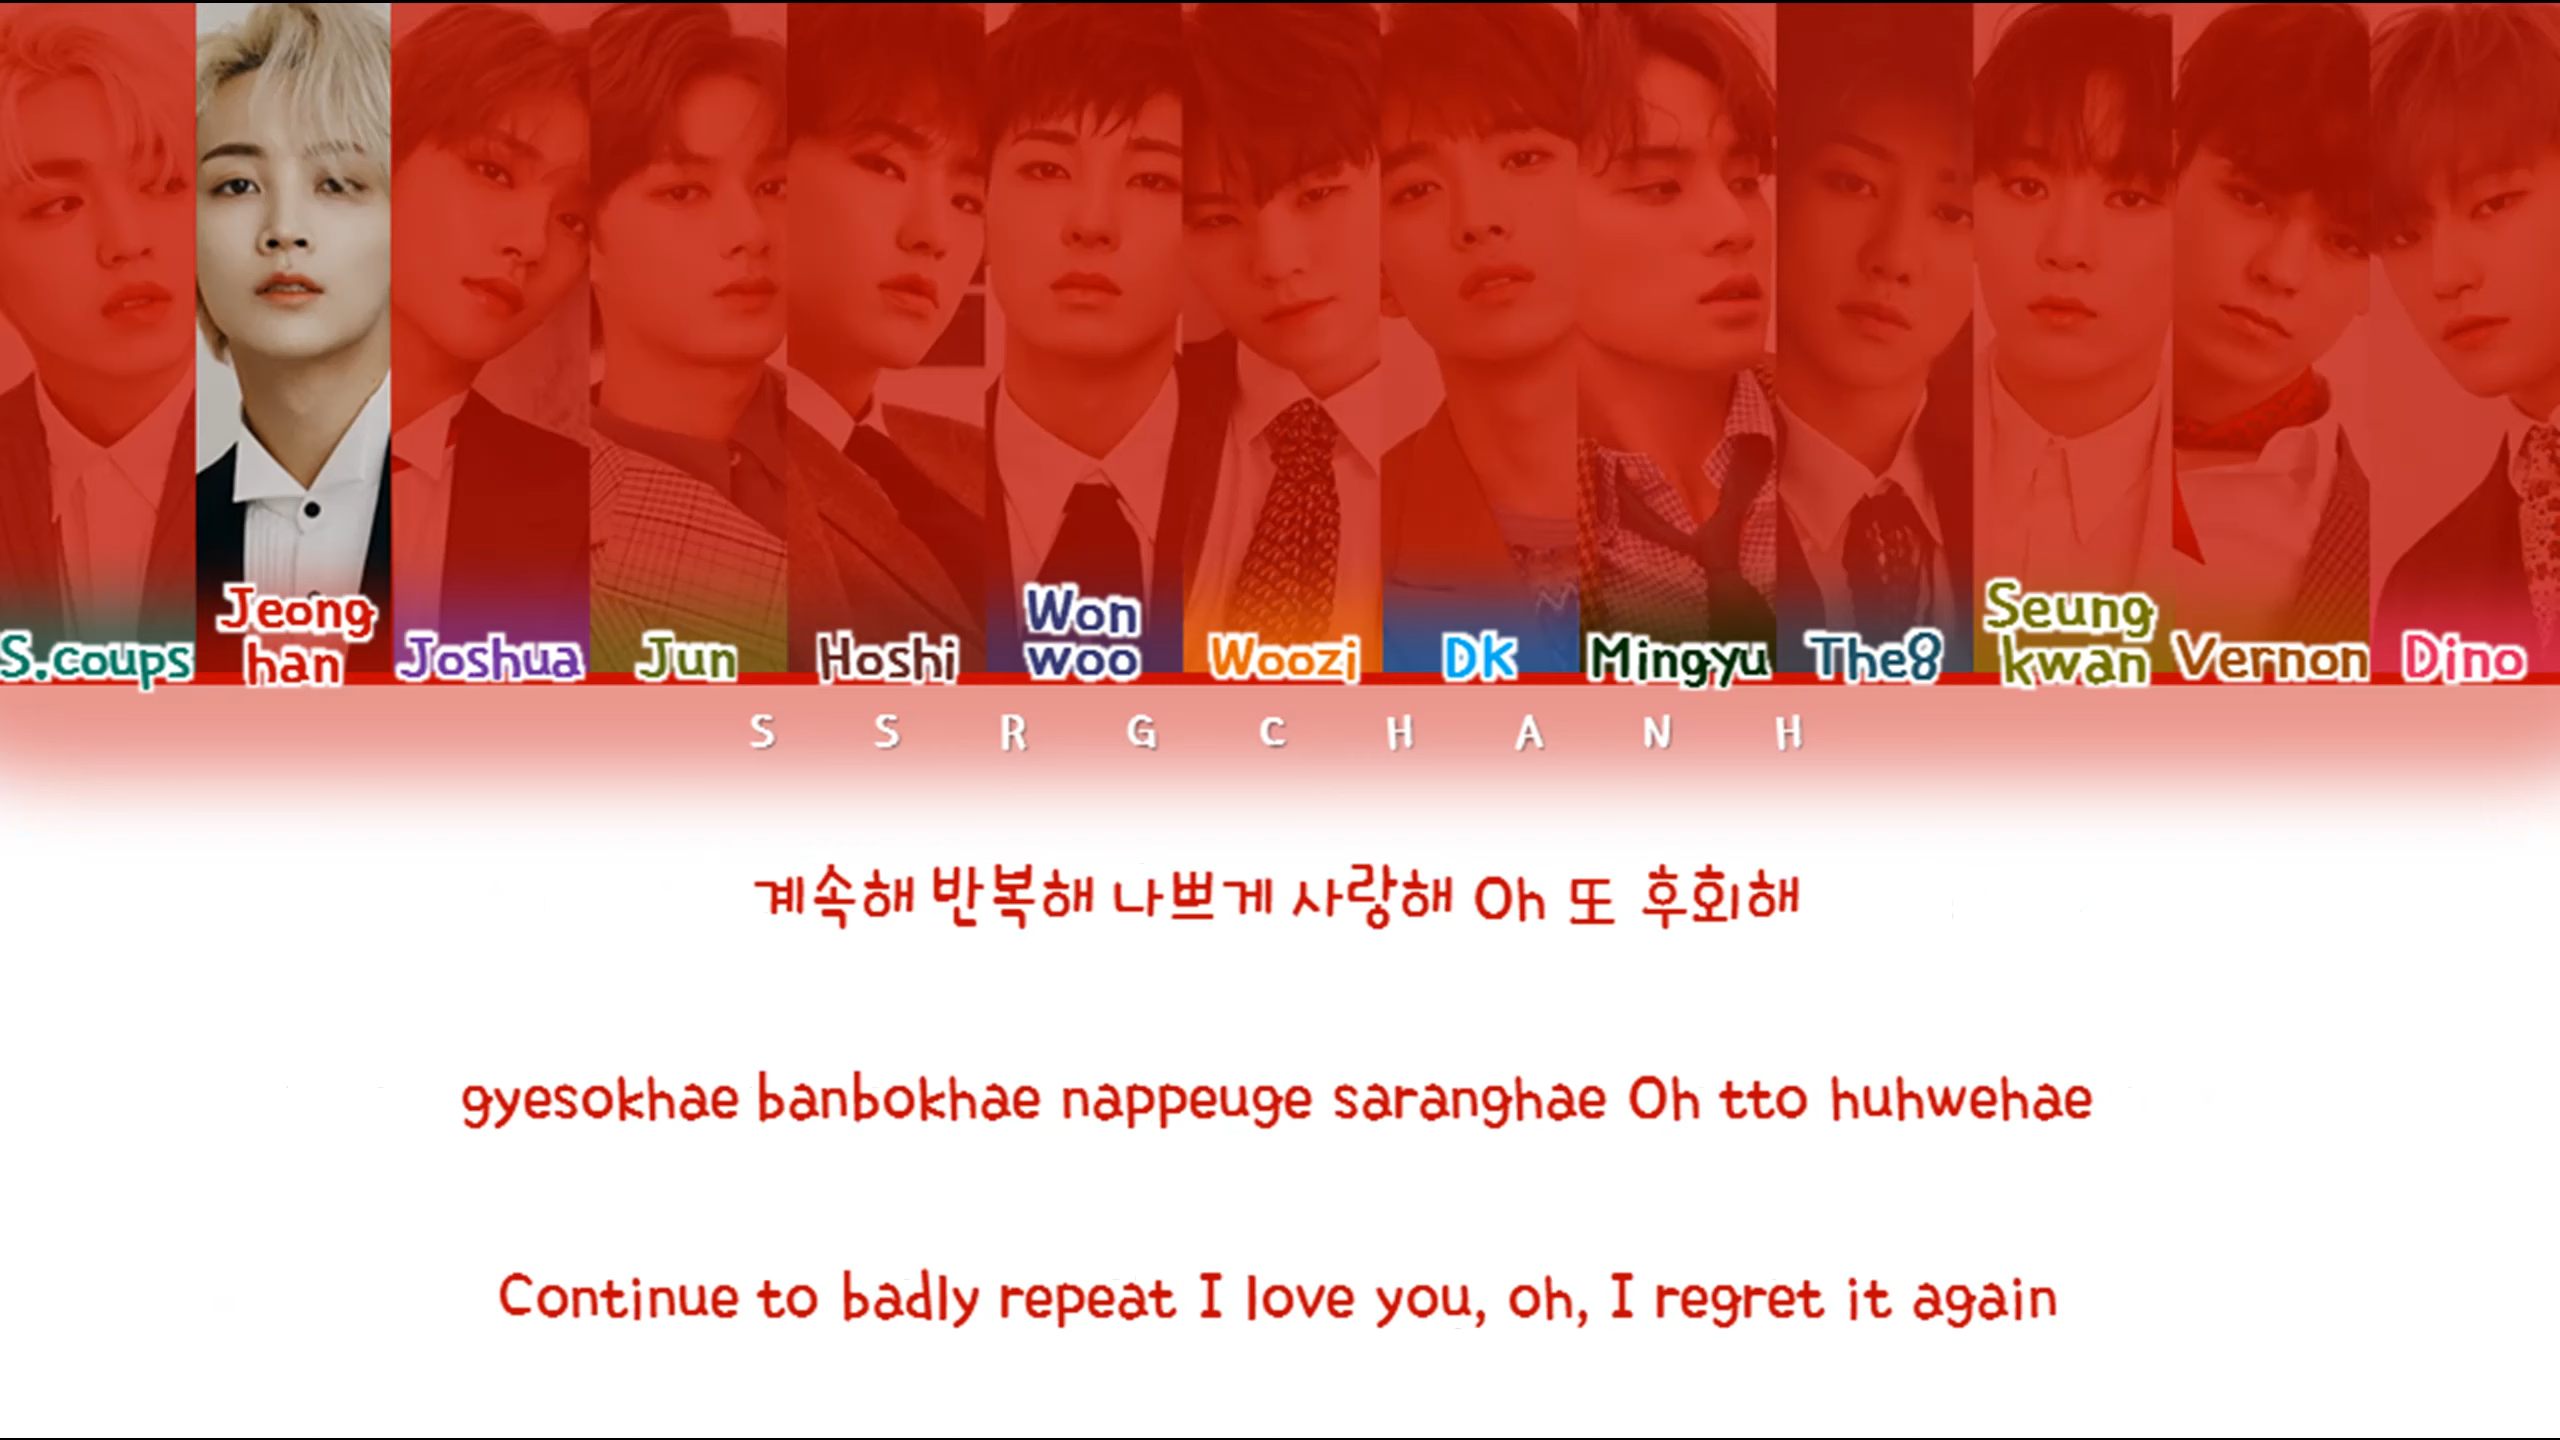 S.coups Jeong han Joshua Jun Hoshi Won woo Woozi DK Mingyu The8 Seung kwan Vernon Dino
S S R G C H A N H
계속해 반복해 나쁘게 사랑해 Oh 또 후회해
gyesokhae banbokhae nappeuge saranghae Oh tto huhwehae
Continue to badly repeat I love you, oh, I regret it again